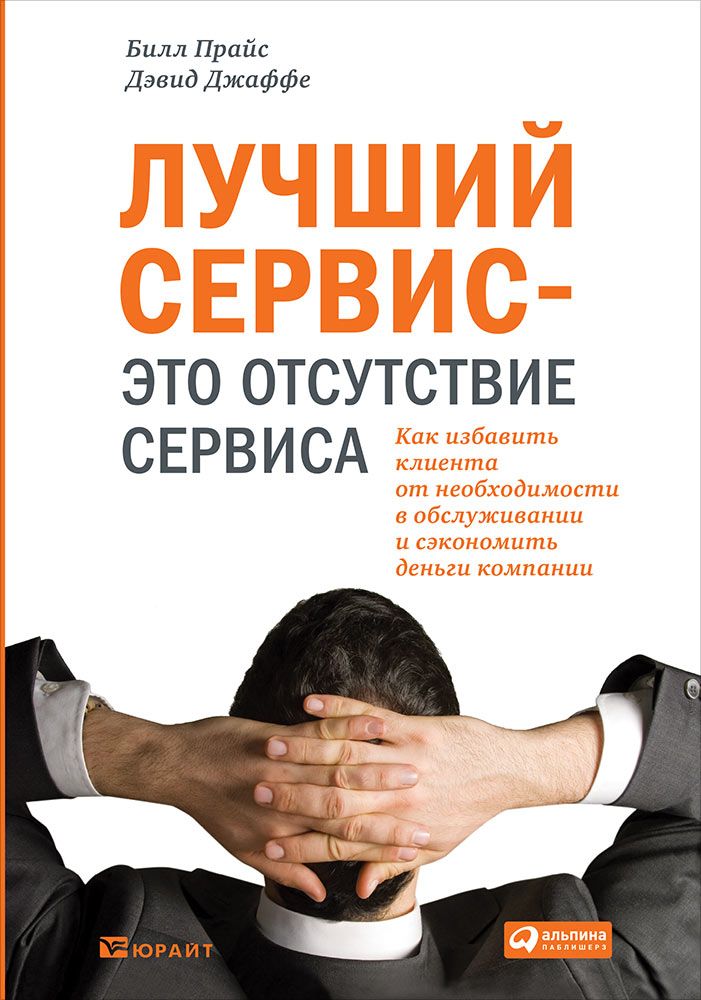 Билл Прайс
Дэвид Джаффе
ЛУЧШИЙ
СЕРВИС-
ЭТО ОТСУТСТВИЕ
СЕРВИСА
Как избавить
клиента
от необходимости
в обслуживании
и сэкономить
деньги компании
ЮРАЙТ
альпина
ПАБЛИШЕРЗ